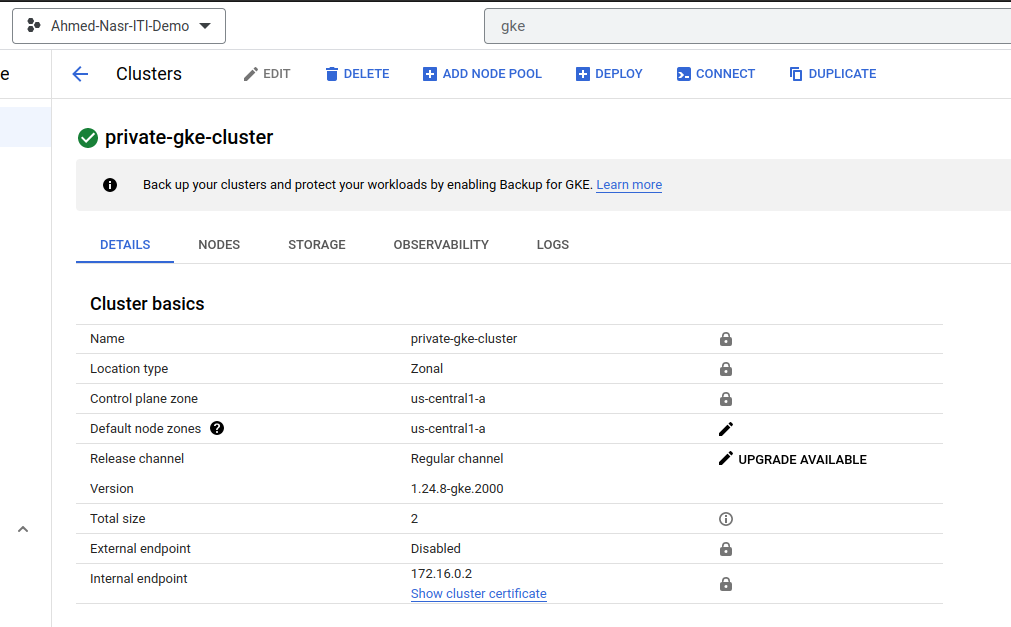 Ahmed-Nasr-ITI-Demo
gke
e
Clusters
EDIT
DELETE
ADD NODE POOL
DEPLOY
CONNECT
DUPLICATE
private-gke-cluster
Back up your clusters and protect your workloads by enabling Backup for GKE. Learn more
DETAILS
NODES
STORAGE
OBSERVABILITY
LOGS
Cluster basics
Name private-gke-cluster
Location type Zonal
Control plane zone us-central1-a
Default node zones us-central1-a
Release channel Regular channel UPGRADE AVAILABLE
Version 1.24.8-gke.2000
Total size 2
External endpoint Disabled
Internal endpoint 172.16.0.2
Show cluster certificate